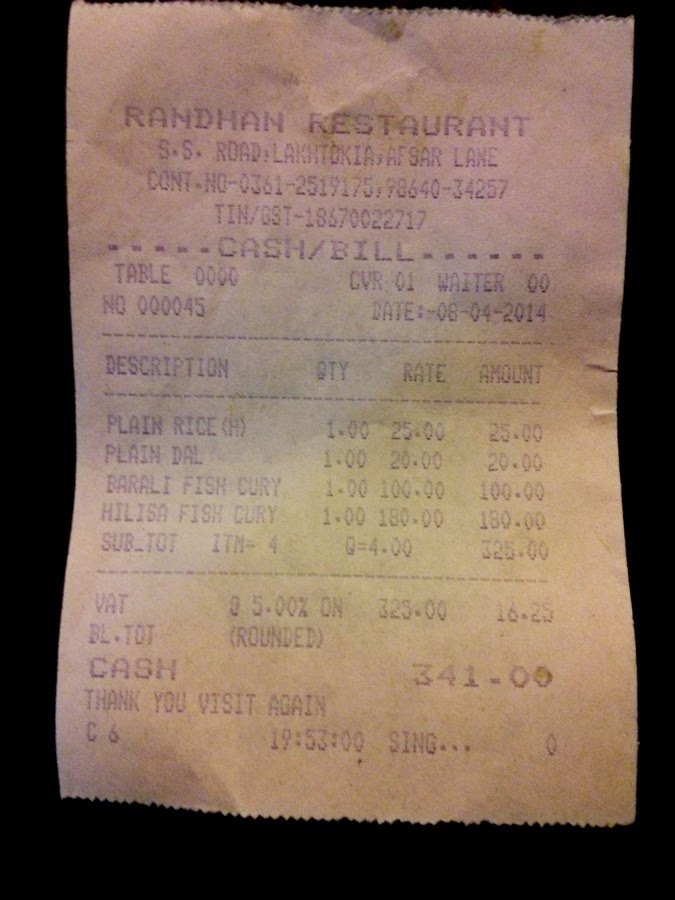 RANDHAN RESTAURANT
S.S. ROAD,LAKHTOKIA,AFSAR LANE
CONT.NO-0361-2519175,98640-34257
TIN/GST-18670022717
-----CASH/BILL------
TABLE 0000 CVR 01 WAITER 00
NO 000045 DATE:-08-04-2014
DESCRIPTION QTY RATE AMOUNT
PLAIN RICE(H) 1.00 25.00 25.00
PLAIN DAL 1.00 20.00 20.00
BARALI FISH CURY 1.00 100.00 100.00
HILISA FISH CURY 1.00 180.00 180.00
SUB_TOT ITM= 4 Q=4.00 325.00
VAT @ 5.00% ON 325.00 16.25
BL.TOT (ROUNDED)
CASH 341.00
THANK YOU VISIT AGAIN
C 6 19:53:00 SING... 0